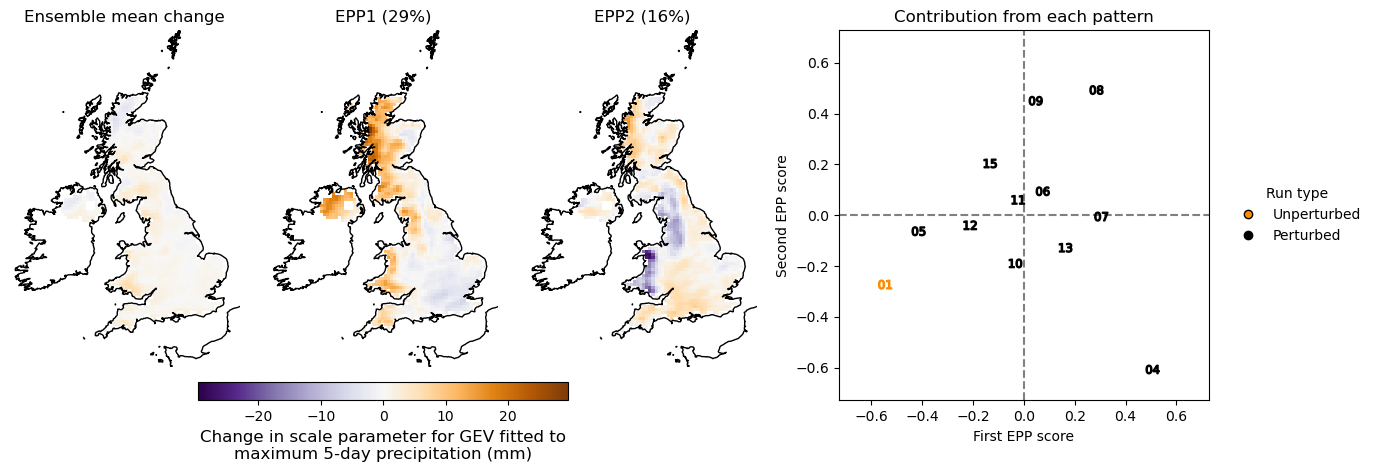 Ensemble mean change
EPP1 (29%)
EPP2 (16%)
Contribution from each pattern
0.6
0.4
0.2
0.0
−0.2
−0.4
−0.6
Second EPP score
08
09
15
06
11
07
12
05
13
10
01
04
−0.6
−0.4
−0.2
0.0
0.2
0.4
0.6
First EPP score
Run type
Unperturbed
Perturbed
−20
−10
0
10
20
Change in scale parameter for GEV fitted to
maximum 5-day precipitation (mm)